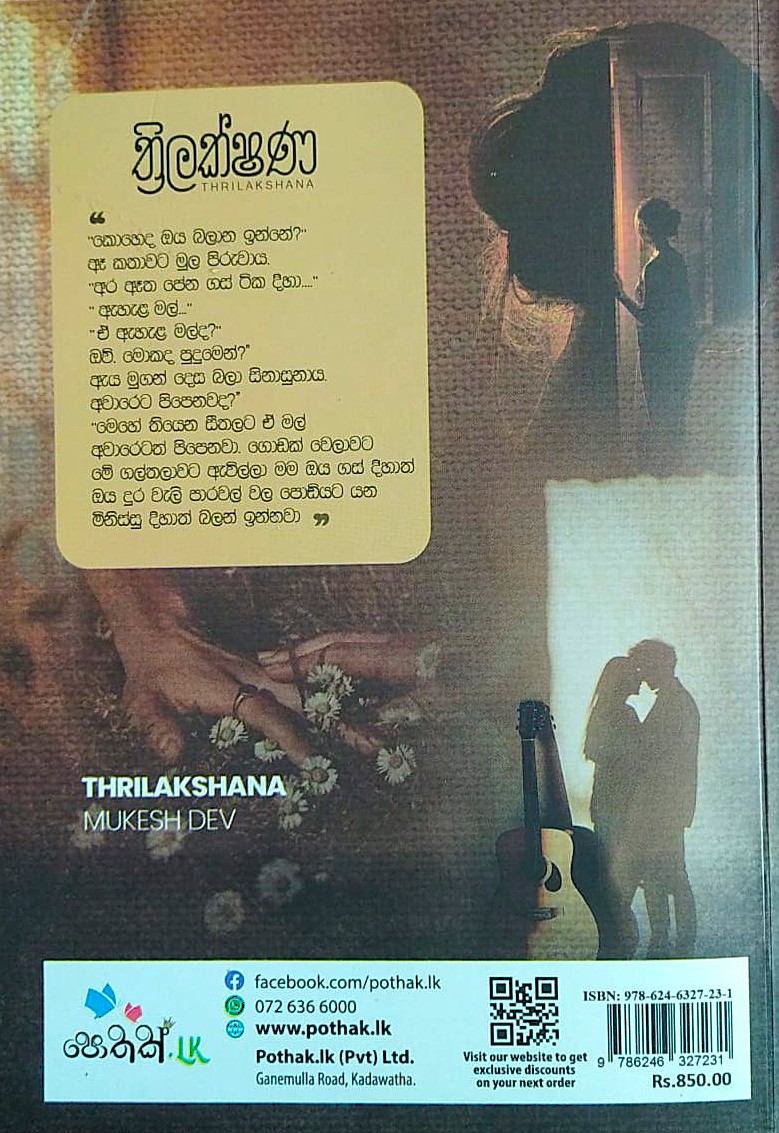 ත්‍රිලක්ෂණ
THRILAKSHANA
❝
"කොහෙද ඔය බලාන ඉන්නේ?"
ඈ කතාවට මුල පිරුවාය.
"අර ඈත පේන ගස් ටික දිහා...."
" ඇහැළ මල්..."
"ඒ ඇහැළ මල්ද?"
ඔව්. මොකද පුදුමෙන්?"
ඇය මුගන් දෙස බලා සිනාසුනාය.
අවාරෙට පිපෙනවද?"
"මෙහේ තියෙන සීතලට ඒ මල්
අවාරෙටත් පිපෙනවා. ගොඩක් වෙලාවට
මේ ගල්තලාවට ඇවිල්ලා මම ඔය ගස් දිහාත්
ඔය දුර වැලි පාරවල් වල පොඩියට යන
මිනිස්සු දිහාත් බලන් ඉන්නවා ❞
THRILAKSHANA
MUKESH DEV
පොතක්.LK
facebook.com/pothak.lk
072 636 6000
www.pothak.lk
Pothak.lk (Pvt) Ltd.
Ganemulla Road, Kadawatha.
Visit our website to get
exclusive discounts
on your next order
ISBN: 978-624-6327-23-1
9 786246 327231
Rs.850.00